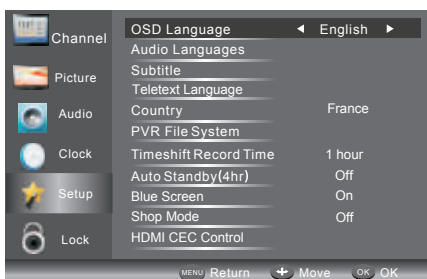 Channel
Picture
Audio
Clock
Setup
Lock
OSD Language English
Audio Languages
Subtitle
Teletext Language
Country France
PVR File System
Timeshift Record Time 1 hour
Auto Standby(4hr) Off
Blue Screen On
Shop Mode Off
HDMI CEC Control
MENU Return Move OK OK